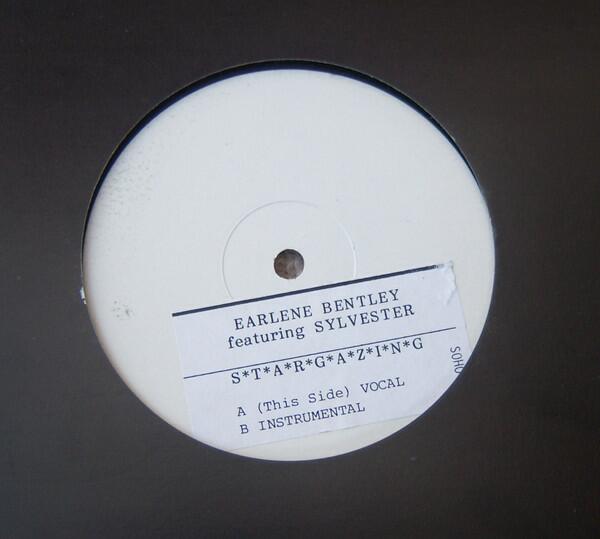 EARLENE BENTLEY
featuring SYLVESTER
S*T*A*R*G*A*Z*I*N*G
A (This Side) VOCAL
B INSTRUMENTAL
SOHO